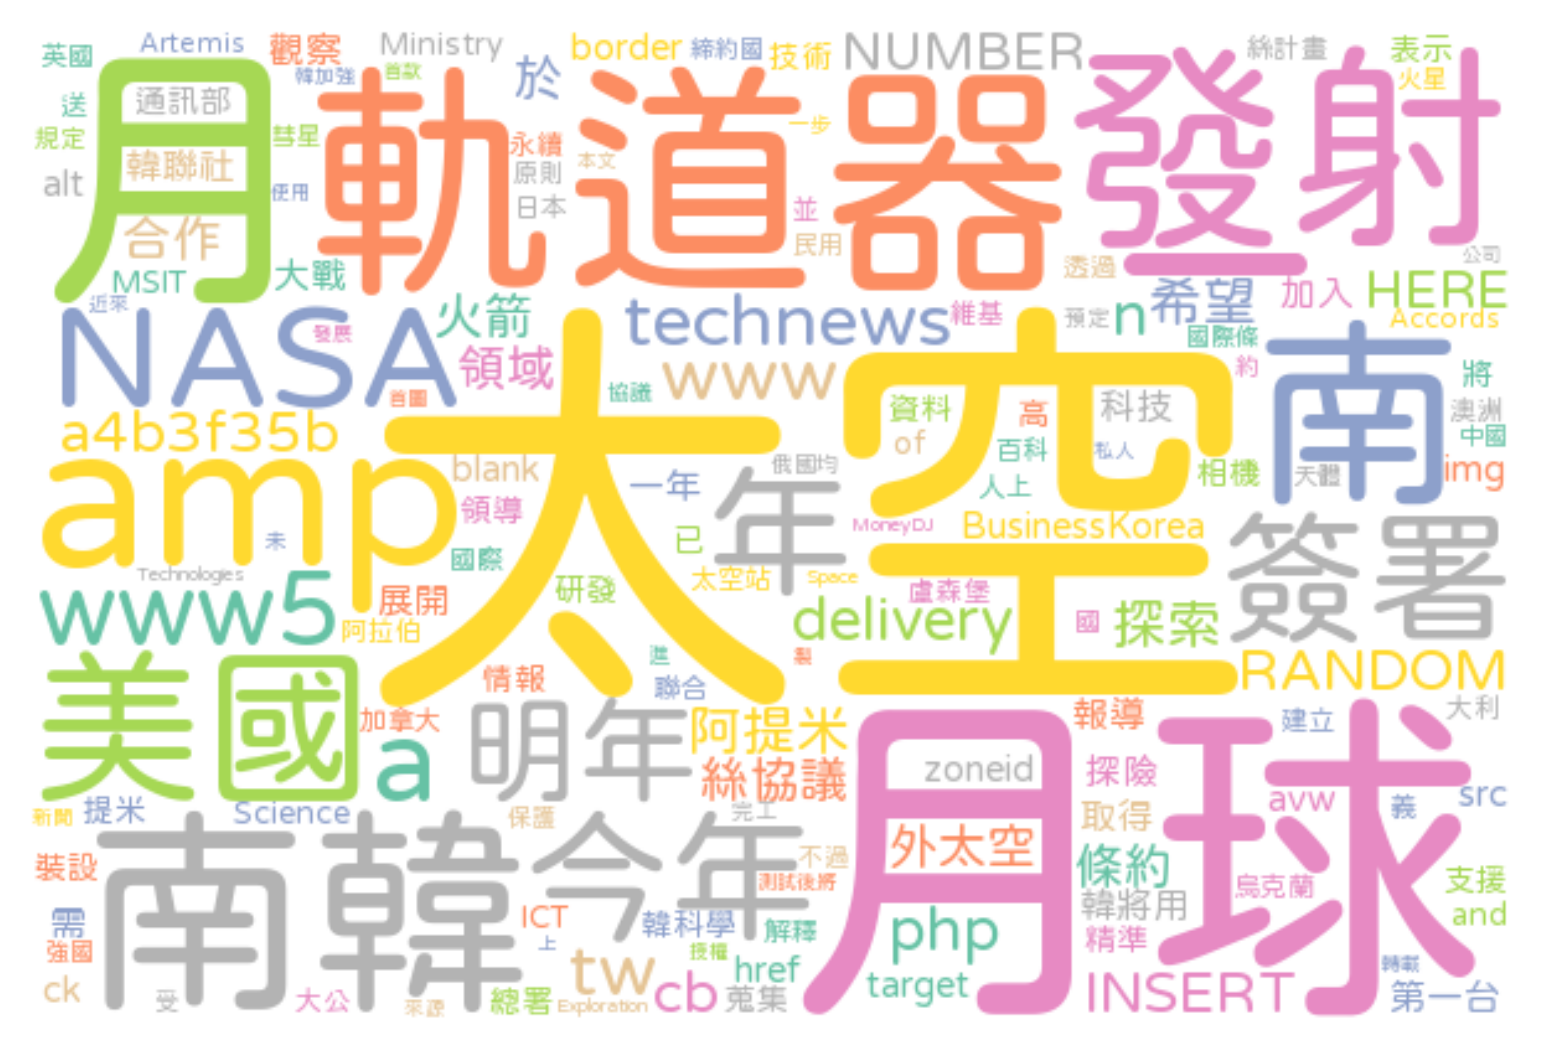 英國 Artemis 觀察 Ministry border 締約國 技術 NUMBER 絲計畫 表示
韓加強 首款 於 火星
送 通訊部 月 軌道器 發射
規定 彗星 永續 本文 一步
alt 韓聯社 使用 原則
合作 日本 並 民用
MSIT 大戰 透過 公司
近來 NASA 火箭 technews 維基 預定 n 希望 加入 HERE
發展 領域 www 國際條 Accords
首圖 協議 太空 約 南 將
a4b3f35b 資料 高 科技 澳洲
of 百科 私人 中國
amp blank 一年 俄國均 年 人上 相機 天體 img
領導 MoneyDJ BusinessKorea 簽署
未 已 國際
Technologies 研發 太空站 Space
www5 展開 盧森堡
阿拉伯 delivery 國 探索
進 製 RANDOM
美國 情報 聯合
加拿大 明年 阿提米 月球 報導 建立 大利
a 絲協議 zoneid 探險 avw src
新聞 提米 Science 保護 完工 取得 義
裝設 南韓 今年 不過 外太空 條約
測試後將 烏克蘭 支援
需 ICT 韓科學 解釋 php 韓將用 and
強國 上 授權 精準
tw href 轉載
ck 受 大公 來源 總署 Exploration cb 蒐集 target INSERT 第一台